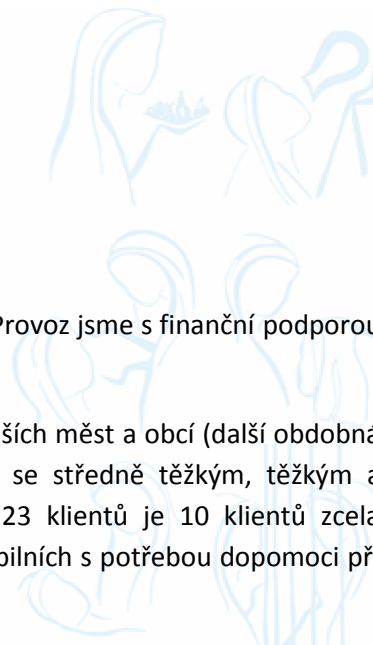 Provoz jsme s finanční podporou
ších měst a obcí (další obdobná
se středně těžkým, těžkým a
23 klientů je 10 klientů zcela
bilních s potřebou dopomoci př